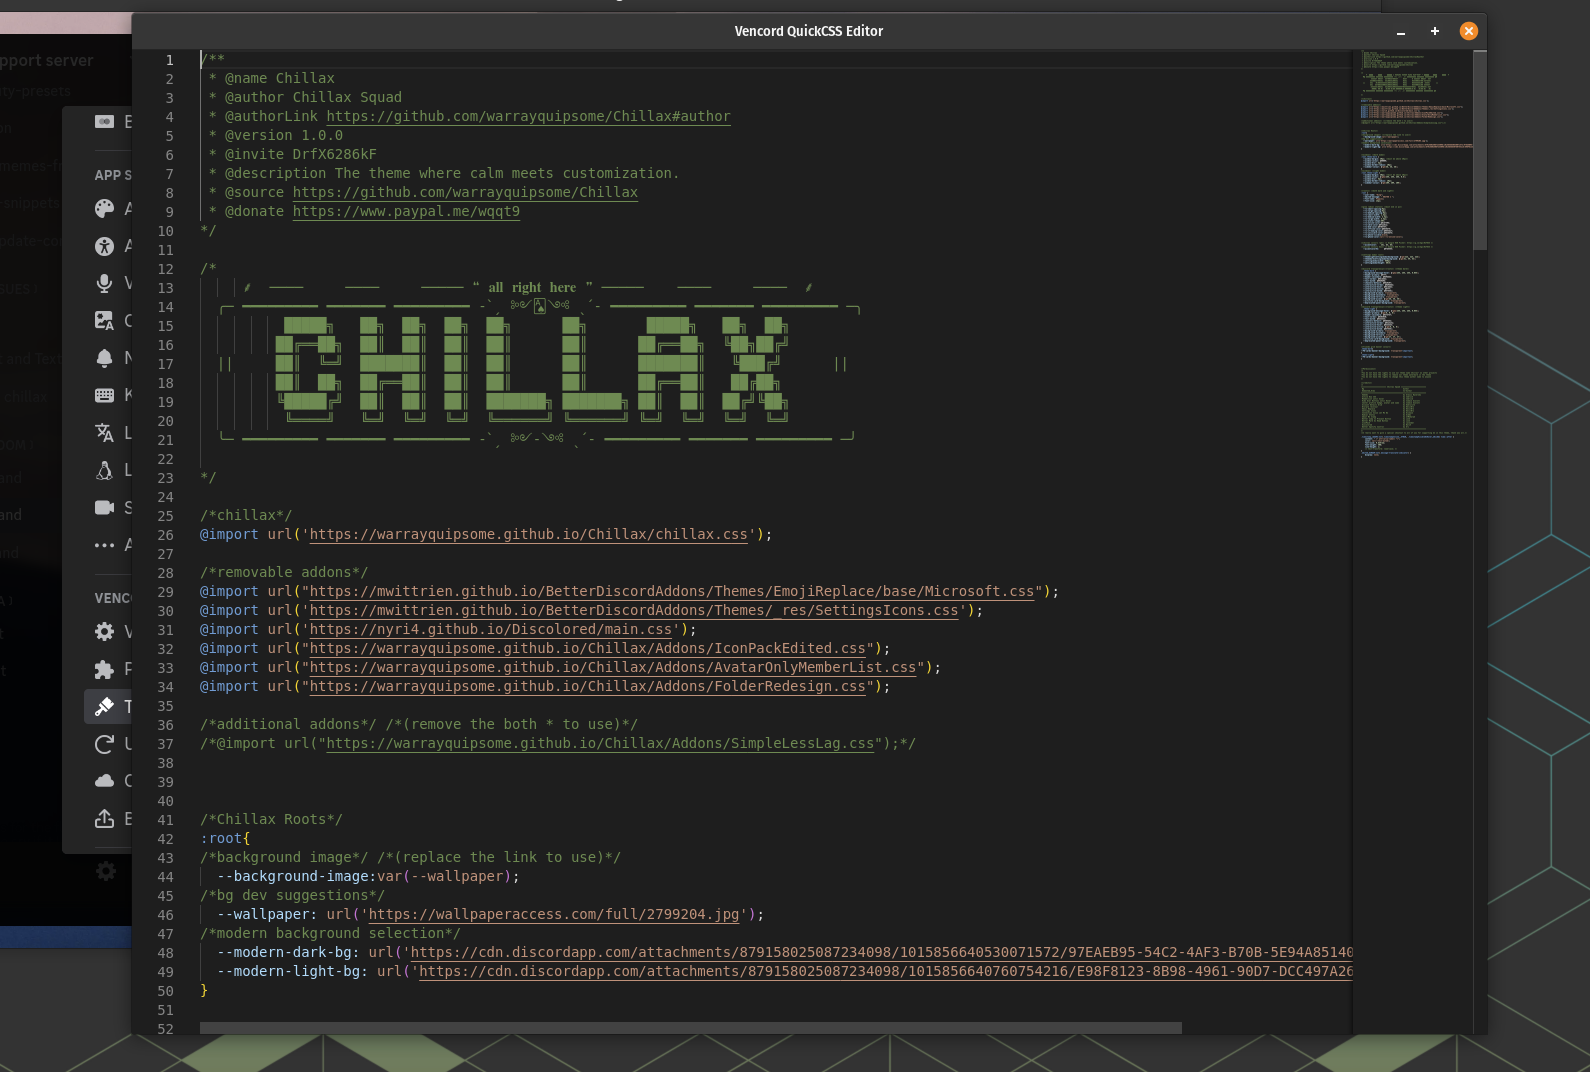 Vencord QuickCSS Editor
pport server
ty-presets
APP S
VENC
1 /**
2 * @name Chillax
3 * @author Chillax Squad
4 * @authorLink https://github.com/warrayquipsome/Chillax#author
5 * @version 1.0.0
6 * @invite DrfX6286kF
7 * @description The theme where calm meets customization.
8 * @source https://github.com/warrayquipsome/Chillax
9 * @donate https://www.paypal.me/wqqt9
10 */
11
12 /*
13 “ all right here ”
14
15
16
17 || CHILLAX ||
18
19
20
21
22
23 */
24
25 /*chillax*/
26 @import url('https://warrayquipsome.github.io/Chillax/chillax.css');
27
28 /*removable addons*/
29 @import url("https://mwittrien.github.io/BetterDiscordAddons/Themes/EmojiReplace/base/Microsoft.css");
30 @import url('https://mwittrien.github.io/BetterDiscordAddons/Themes/_res/SettingsIcons.css');
31 @import url('https://nyri4.github.io/Discolored/main.css');
32 @import url("https://warrayquipsome.github.io/Chillax/Addons/IconPackEdited.css");
33 @import url("https://warrayquipsome.github.io/Chillax/Addons/AvatarOnlyMemberList.css");
34 @import url("https://warrayquipsome.github.io/Chillax/Addons/FolderRedesign.css");
35
36 /*additional addons*/ /*(remove the both * to use)*/
37 /*@import url("https://warrayquipsome.github.io/Chillax/Addons/SimpleLessLag.css");*/
38
39
40
41 /*Chillax Roots*/
42 :root{
43 /*background image*/ /*(replace the link to use)*/
44 --background-image:var(--wallpaper);
45 /*bg dev suggestions*/
46 --wallpaper: url('https://wallpaperaccess.com/full/2799204.jpg');
47 /*modern background selection*/
48 --modern-dark-bg: url('https://cdn.discordapp.com/attachments/879158025087234098/1015856640530071572/97EAEB95-54C2-4AF3-B70B-5E94A85140
49 --modern-light-bg: url('https://cdn.discordapp.com/attachments/879158025087234098/1015856640760754216/E98F8123-8B98-4961-90D7-DCC497A26
50 }
51
52